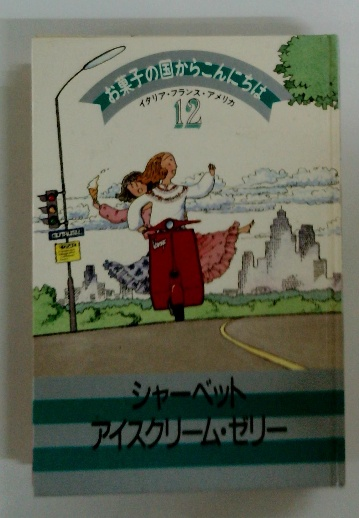 お菓子の国からこんにちは
イタリア・フランス・アメリカ
12
シャーベット
アイスクリーム・ゼリー